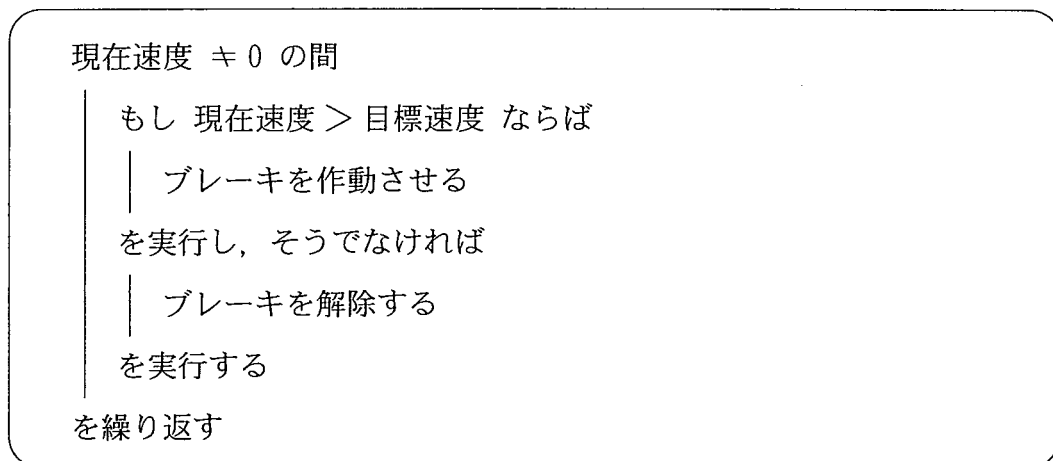 現在速度 ≠ 0 の間
もし 現在速度 > 目標速度 ならば
ブレーキを作動させる
を実行し，そうでなければ
ブレーキを解除する
を実行する
を繰り返す